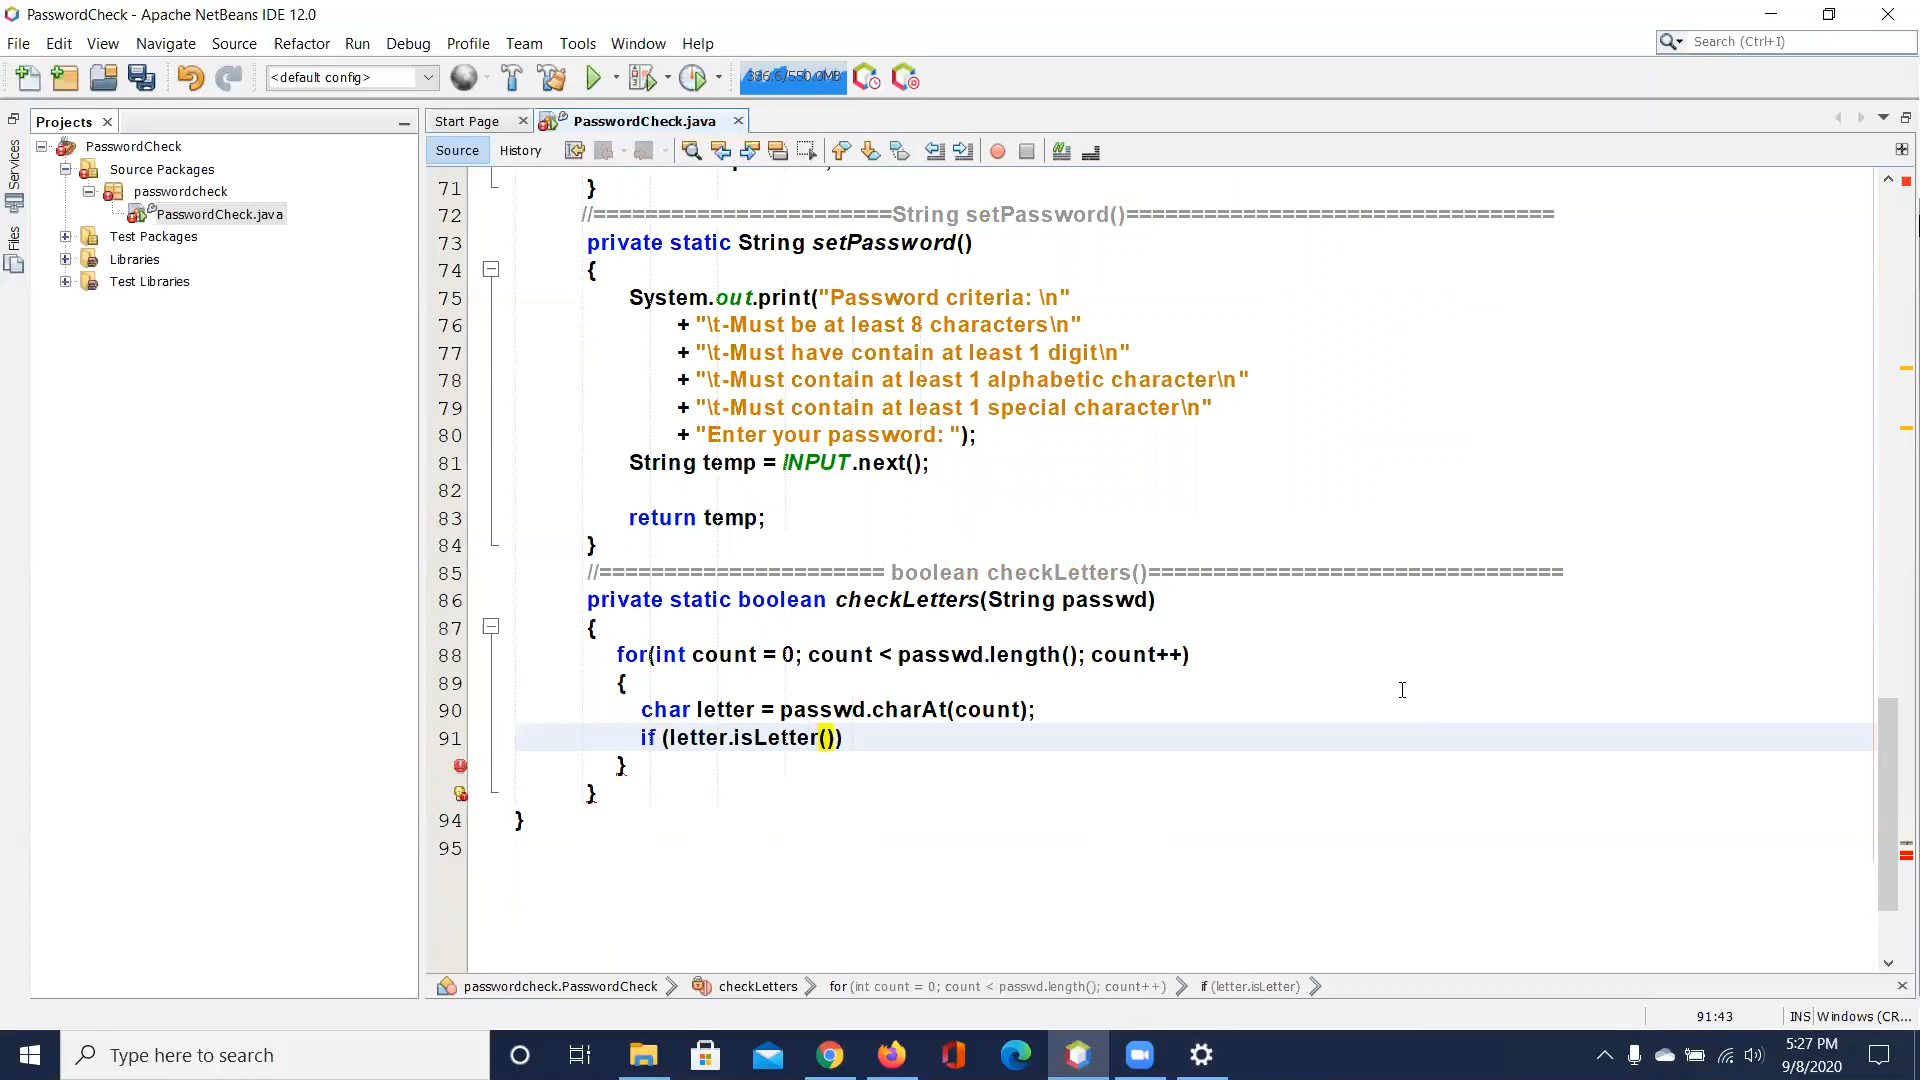 PasswordCheck - Apache NetBeans IDE 12.0
File Edit View Navigate Source Refactor Run Debug Profile Team Tools Window Help
Search (Ctrl+I)
<default config>
386.6/550.0MB
Projects
Start Page
PasswordCheck.java
Services
Files
PasswordCheck
Source Packages
passwordcheck
PasswordCheck.java
Test Packages
Libraries
Test Libraries
Source History
71 }
72 //=======================String setPassword()=================================
73 private static String setPassword()
74 {
75 System.out.print("Password criteria: \n"
76 + "\t-Must be at least 8 characters\n"
77 + "\t-Must have contain at least 1 digit\n"
78 + "\t-Must contain at least 1 alphabetic character\n"
79 + "\t-Must contain at least 1 special character\n"
80 + "Enter your password: ");
81 String temp = INPUT.next();
82
83 return temp;
84 }
85 //====================== boolean checkLetters()================================
86 private static boolean checkLetters(String passwd)
87 {
88 for(int count = 0; count < passwd.length(); count++)
89 {
90 char letter = passwd.charAt(count);
91 if (letter.isLetter())
}
}
94 }
95
passwordcheck.PasswordCheck
checkLetters
for (int count = 0; count < passwd.length(); count++)
if (letter.isLetter)
91:43
INS
Windows (CR...
Type here to search
5:27 PM
9/8/2020